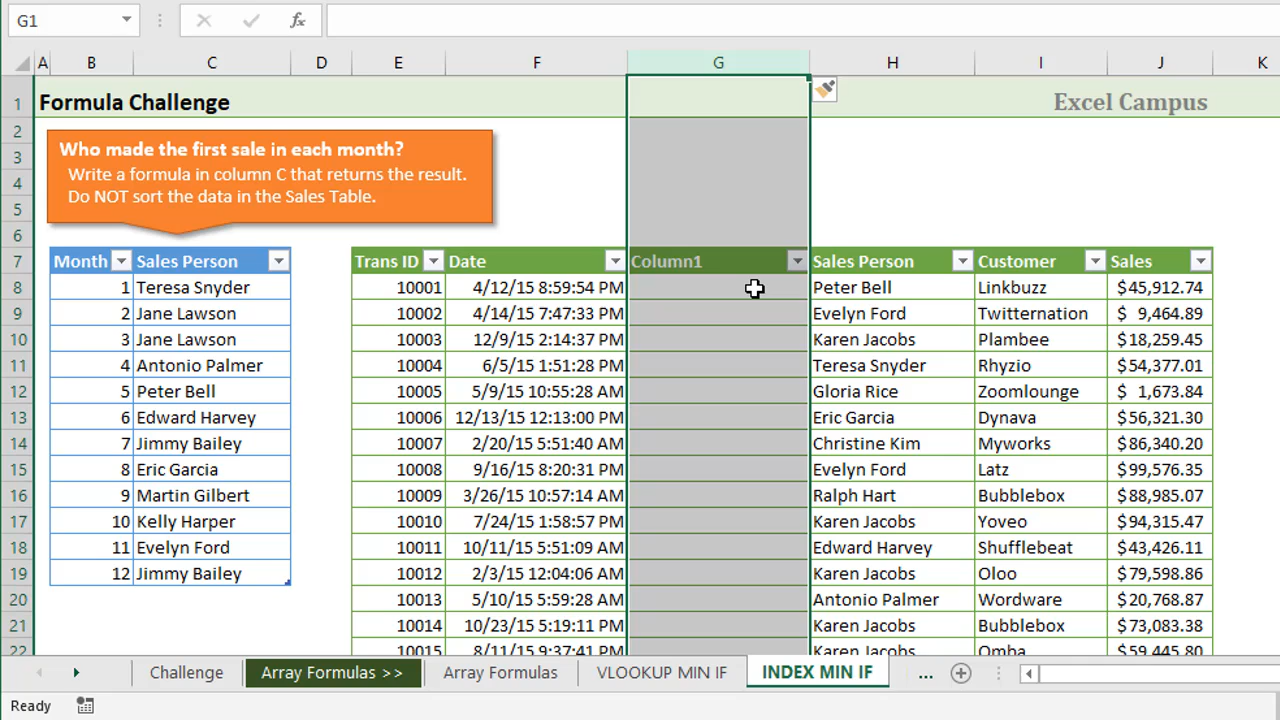 G1
fx
A B C D E F G H I J K
1 Formula Challenge Excel Campus
2
3
4
5
6
Who made the first sale in each month?
Write a formula in column C that returns the result.
Do NOT sort the data in the Sales Table.
7 Month Sales Person Trans ID Date Column1 Sales Person Customer Sales
8 1 Teresa Snyder 10001 4/12/15 8:59:54 PM Peter Bell Linkbuzz $45,912.74
9 2 Jane Lawson 10002 4/14/15 7:47:33 PM Evelyn Ford Twitternation $ 9,464.89
10 3 Jane Lawson 10003 12/9/15 2:14:37 PM Karen Jacobs Plambee $18,259.45
11 4 Antonio Palmer 10004 6/5/15 1:51:28 PM Teresa Snyder Rhyzio $54,377.01
12 5 Peter Bell 10005 5/9/15 10:55:28 AM Gloria Rice Zoomlounge $ 1,673.84
13 6 Edward Harvey 10006 12/13/15 12:13:00 PM Eric Garcia Dynava $56,321.30
14 7 Jimmy Bailey 10007 2/20/15 5:51:40 AM Christine Kim Myworks $86,340.20
15 8 Eric Garcia 10008 9/16/15 8:20:31 PM Evelyn Ford Latz $99,576.35
16 9 Martin Gilbert 10009 3/26/15 10:57:14 AM Ralph Hart Bubblebox $88,985.07
17 10 Kelly Harper 10010 7/24/15 1:58:57 PM Karen Jacobs Yoveo $94,315.47
18 11 Evelyn Ford 10011 10/11/15 5:51:09 AM Edward Harvey Shufflebeat $43,426.11
19 12 Jimmy Bailey 10012 2/3/15 12:04:06 AM Karen Jacobs Oloo $79,598.86
20 10013 5/10/15 5:59:28 AM Antonio Palmer Wordware $20,768.87
21 10014 10/23/15 5:19:11 PM Karen Jacobs Bubblebox $73,083.38
22 10015 8/11/15 9:37:41 PM Karen Jacobs Omba $59,445.80
Challenge Array Formulas >> Array Formulas VLOOKUP MIN IF INDEX MIN IF ...
Ready